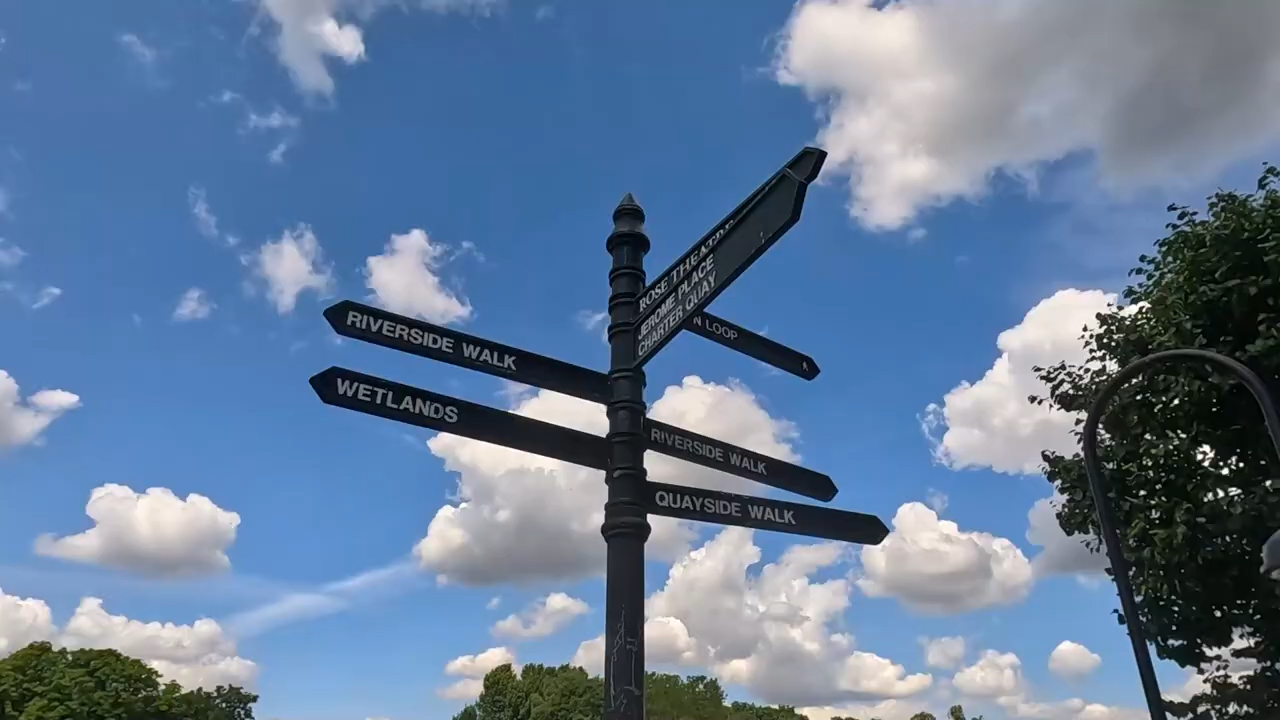 ROSE THEATRE
JEROME PLACE
CHARTER QUAY
LOOP
RIVERSIDE WALK
WETLANDS
RIVERSIDE WALK
QUAYSIDE WALK